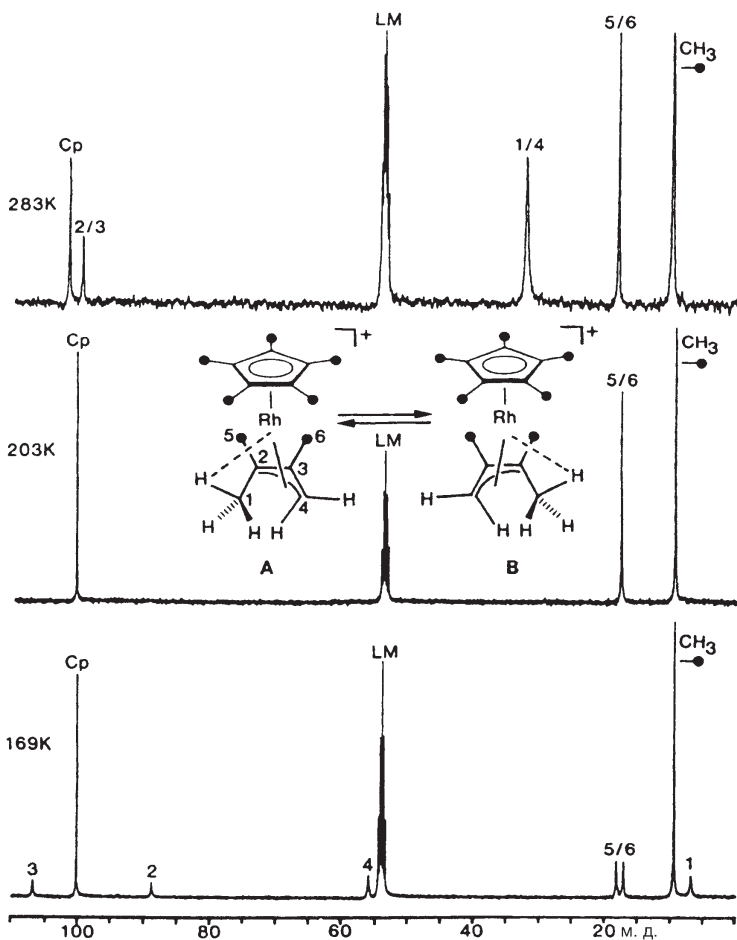 LM
5/6
CH3
Cp
1/4
283K
2/3
Cp
]+
]+
CH3
5/6
Rh
Rh
203K
5
6
LM
2
3
H
H
1
4
H
H
H
H
H
H
H
H
A
B
LM
CH3
Cp
169K
3
2
4
5/6
1
100
80
60
40
20 м. д.